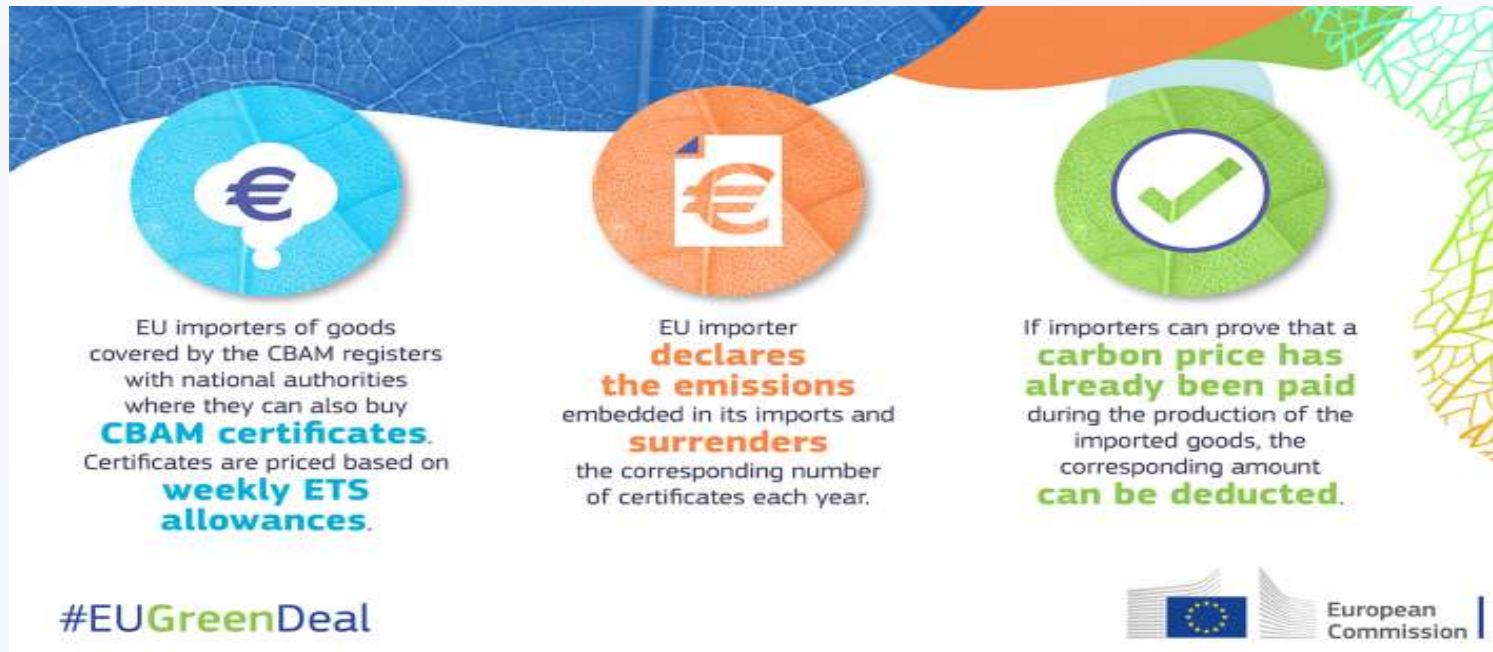 EU importers of goods
covered by the CBAM registers
with national authorities
where they can also buy
CBAM certificates.
Certificates are priced based on
weekly ETS
allowances.
EU importer
declares
the emissions
embedded in its imports and
surrenders
the corresponding number
of certificates each year.
If importers can prove that a
carbon price has
already been paid
during the production of the
imported goods, the
corresponding amount
can be deducted.
#EUGreenDeal
European
Commission